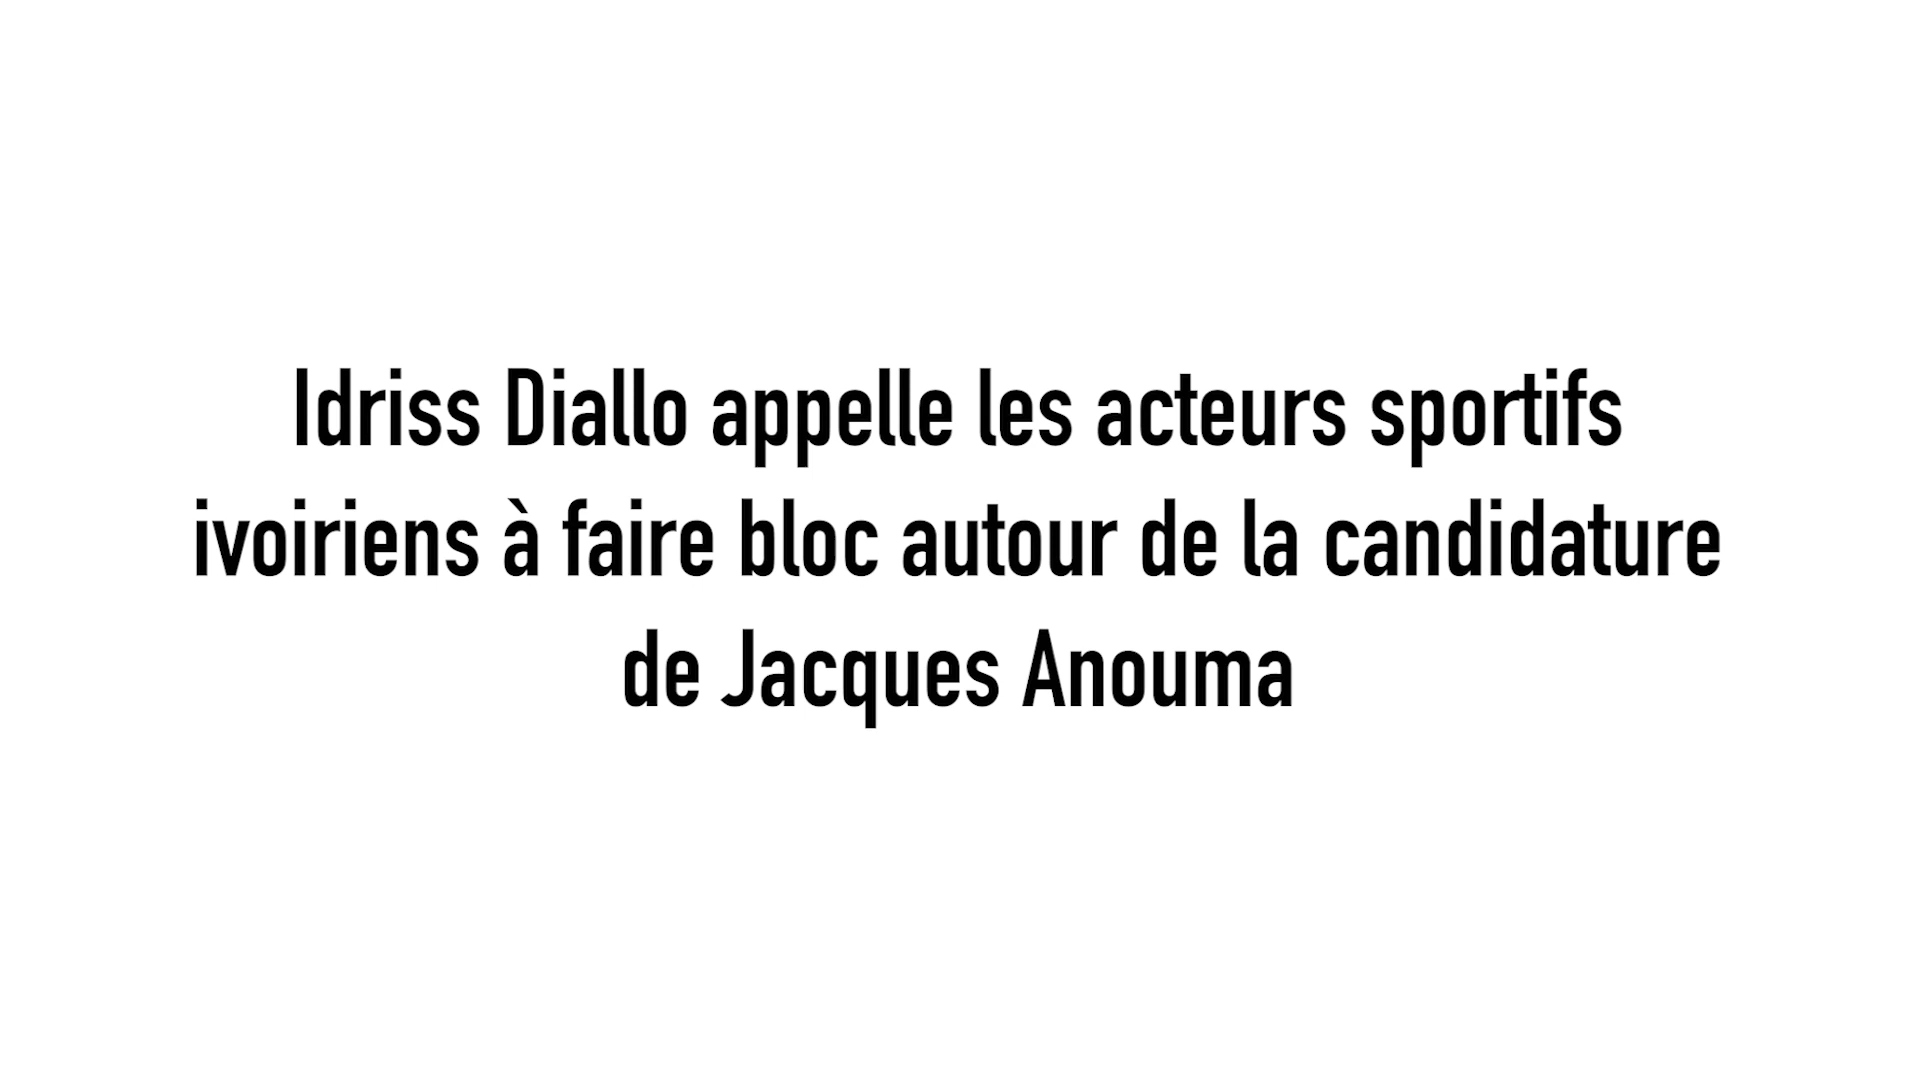 Idriss Diallo appelle les acteurs sportifs
ivoiriens à faire bloc autour de la candidature
de Jacques Anouma